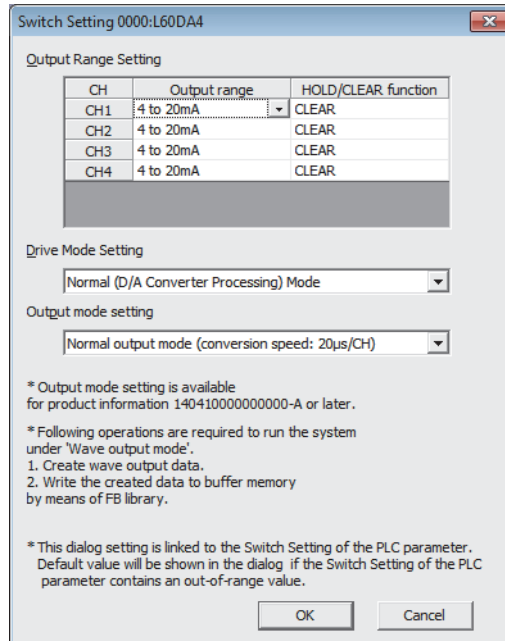 Switch Setting 0000:L60DA4
Output Range Setting
CH Output range HOLD/CLEAR function
CH1 4 to 20mA CLEAR
CH2 4 to 20mA CLEAR
CH3 4 to 20mA CLEAR
CH4 4 to 20mA CLEAR
Drive Mode Setting
Normal (D/A Converter Processing) Mode
Output mode setting
Normal output mode (conversion speed: 20µs/CH)
* Output mode setting is available
for product information 140410000000000-A or later.
* Following operations are required to run the system
under 'Wave output mode'.
1. Create wave output data.
2. Write the created data to buffer memory
by means of FB library.
* This dialog setting is linked to the Switch Setting of the PLC parameter.
Default value will be shown in the dialog if the Switch Setting of the PLC
parameter contains an out-of-range value.
OK Cancel